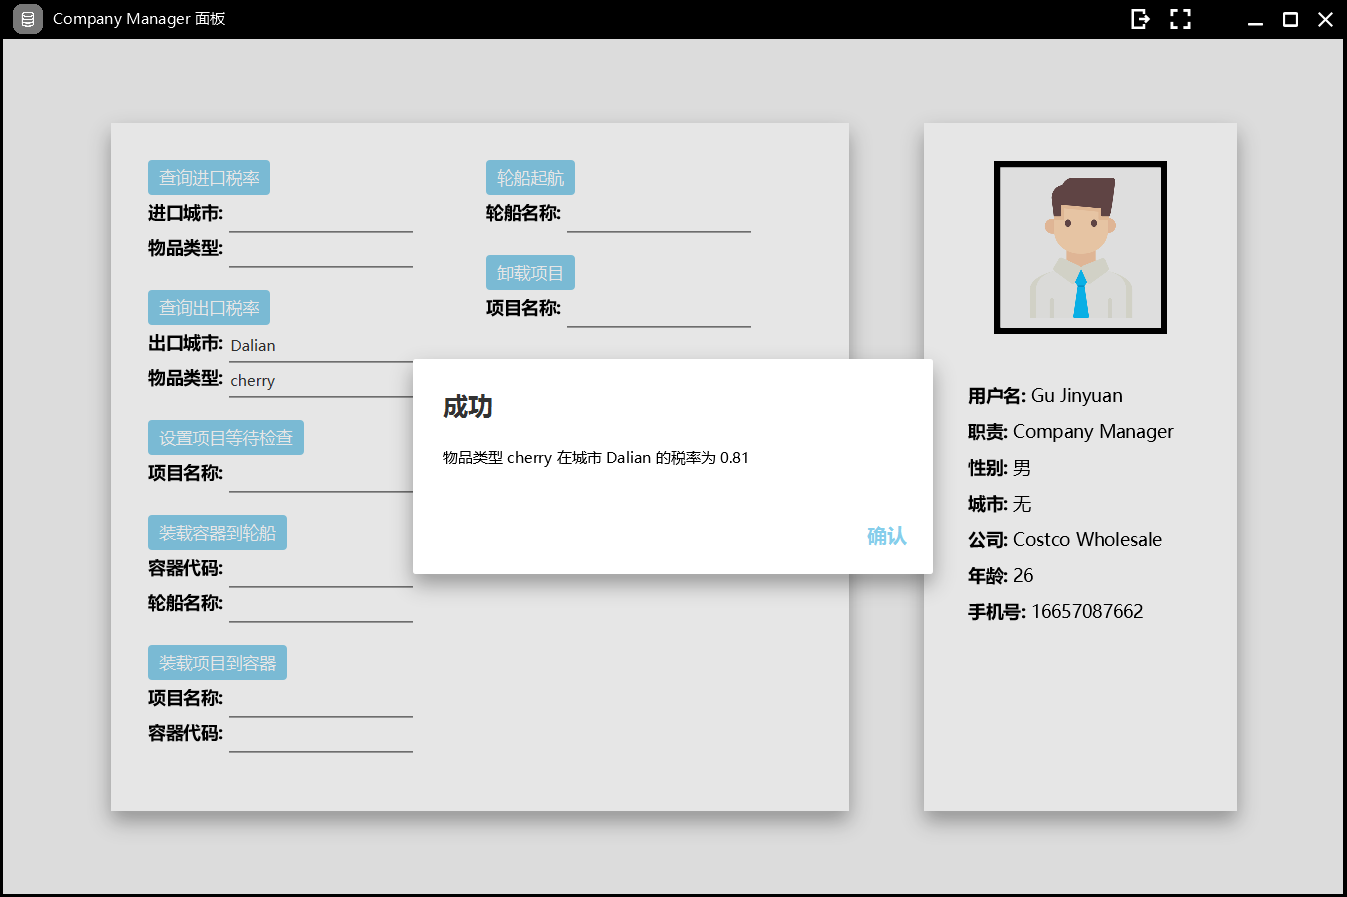 Company Manager 面板
查询进口税率
进口城市:
物品类型:
查询出口税率
出口城市: Dalian
物品类型: cherry
设置项目等待检查
项目名称:
装载容器到轮船
容器代码:
轮船名称:
装载项目到容器
项目名称:
容器代码:
轮船起航
轮船名称:
卸载项目
项目名称:
成功
物品类型 cherry 在城市 Dalian 的税率为 0.81
确认
用户名: Gu Jinyuan
职责: Company Manager
性别: 男
城市: 无
公司: Costco Wholesale
年龄: 26
手机号: 16657087662